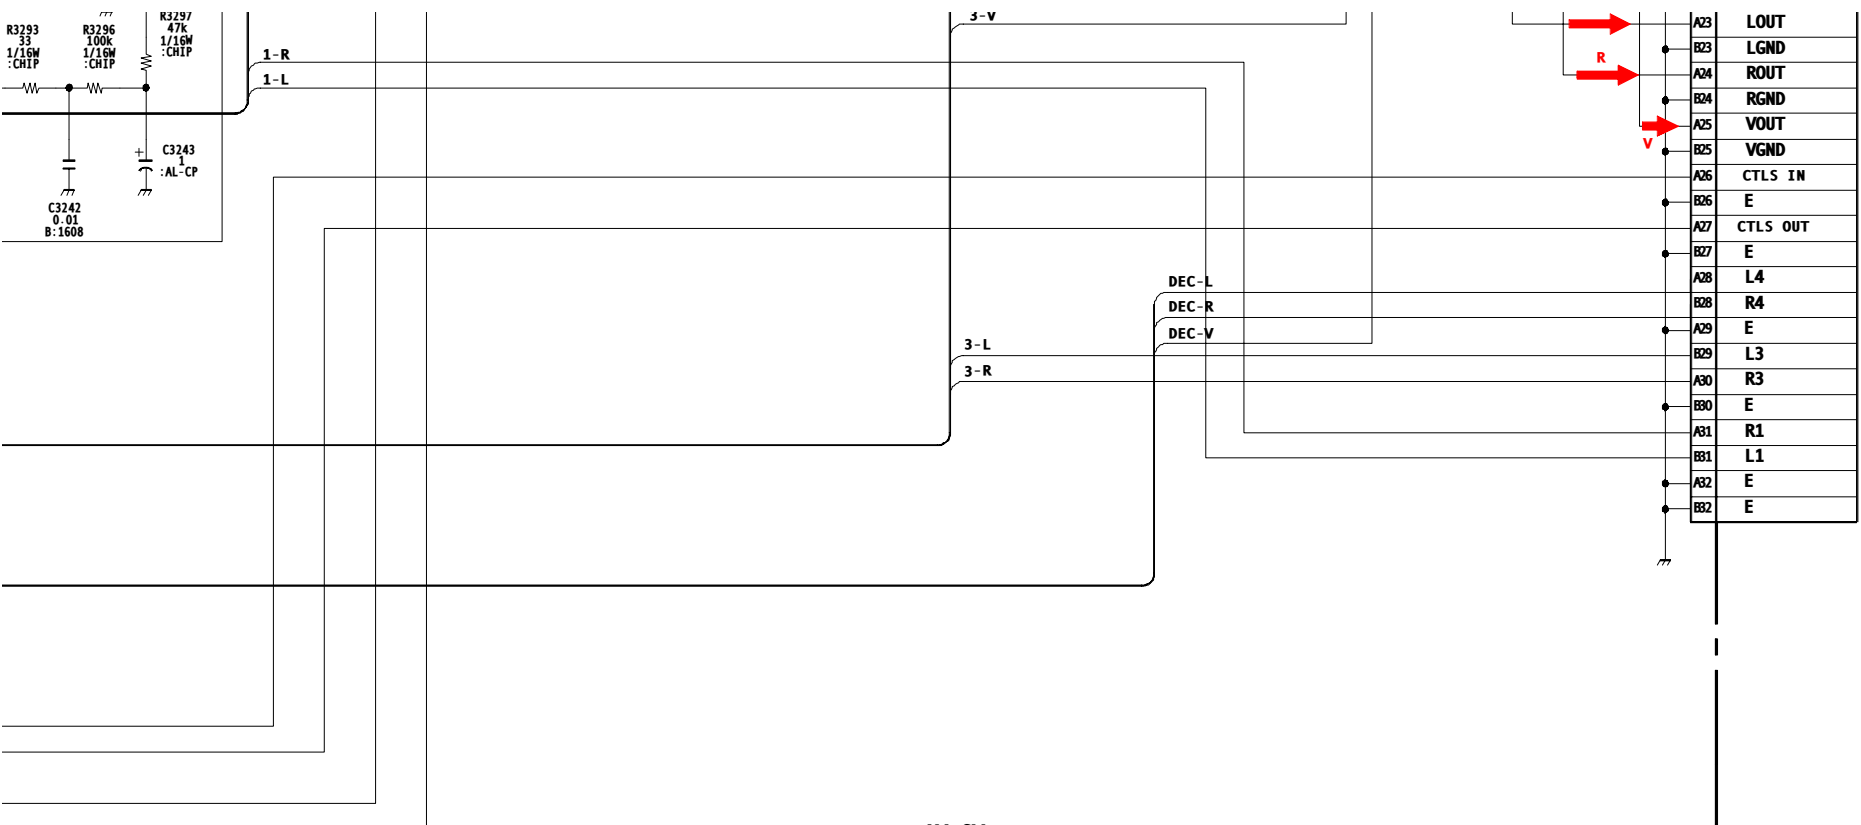 R3293
33
1/16W
:CHIP
R3296
100k
1/16W
:CHIP
R3297
47k
1/16W
:CHIP
1-R
1-L
+
C3243
1
:AL-CP
C3242
0.01
B:1608
3-V
DEC-L
DEC-R
DEC-V
3-L
3-R
R
V
A23 LOUT
B23 LGND
A24 ROUT
B24 RGND
A25 VOUT
B25 VGND
A26 CTLS IN
B26 E
A27 CTLS OUT
B27 E
A28 L4
B28 R4
A29 E
B29 L3
A30 R3
B30 E
A31 R1
B31 L1
A32 E
B32 E